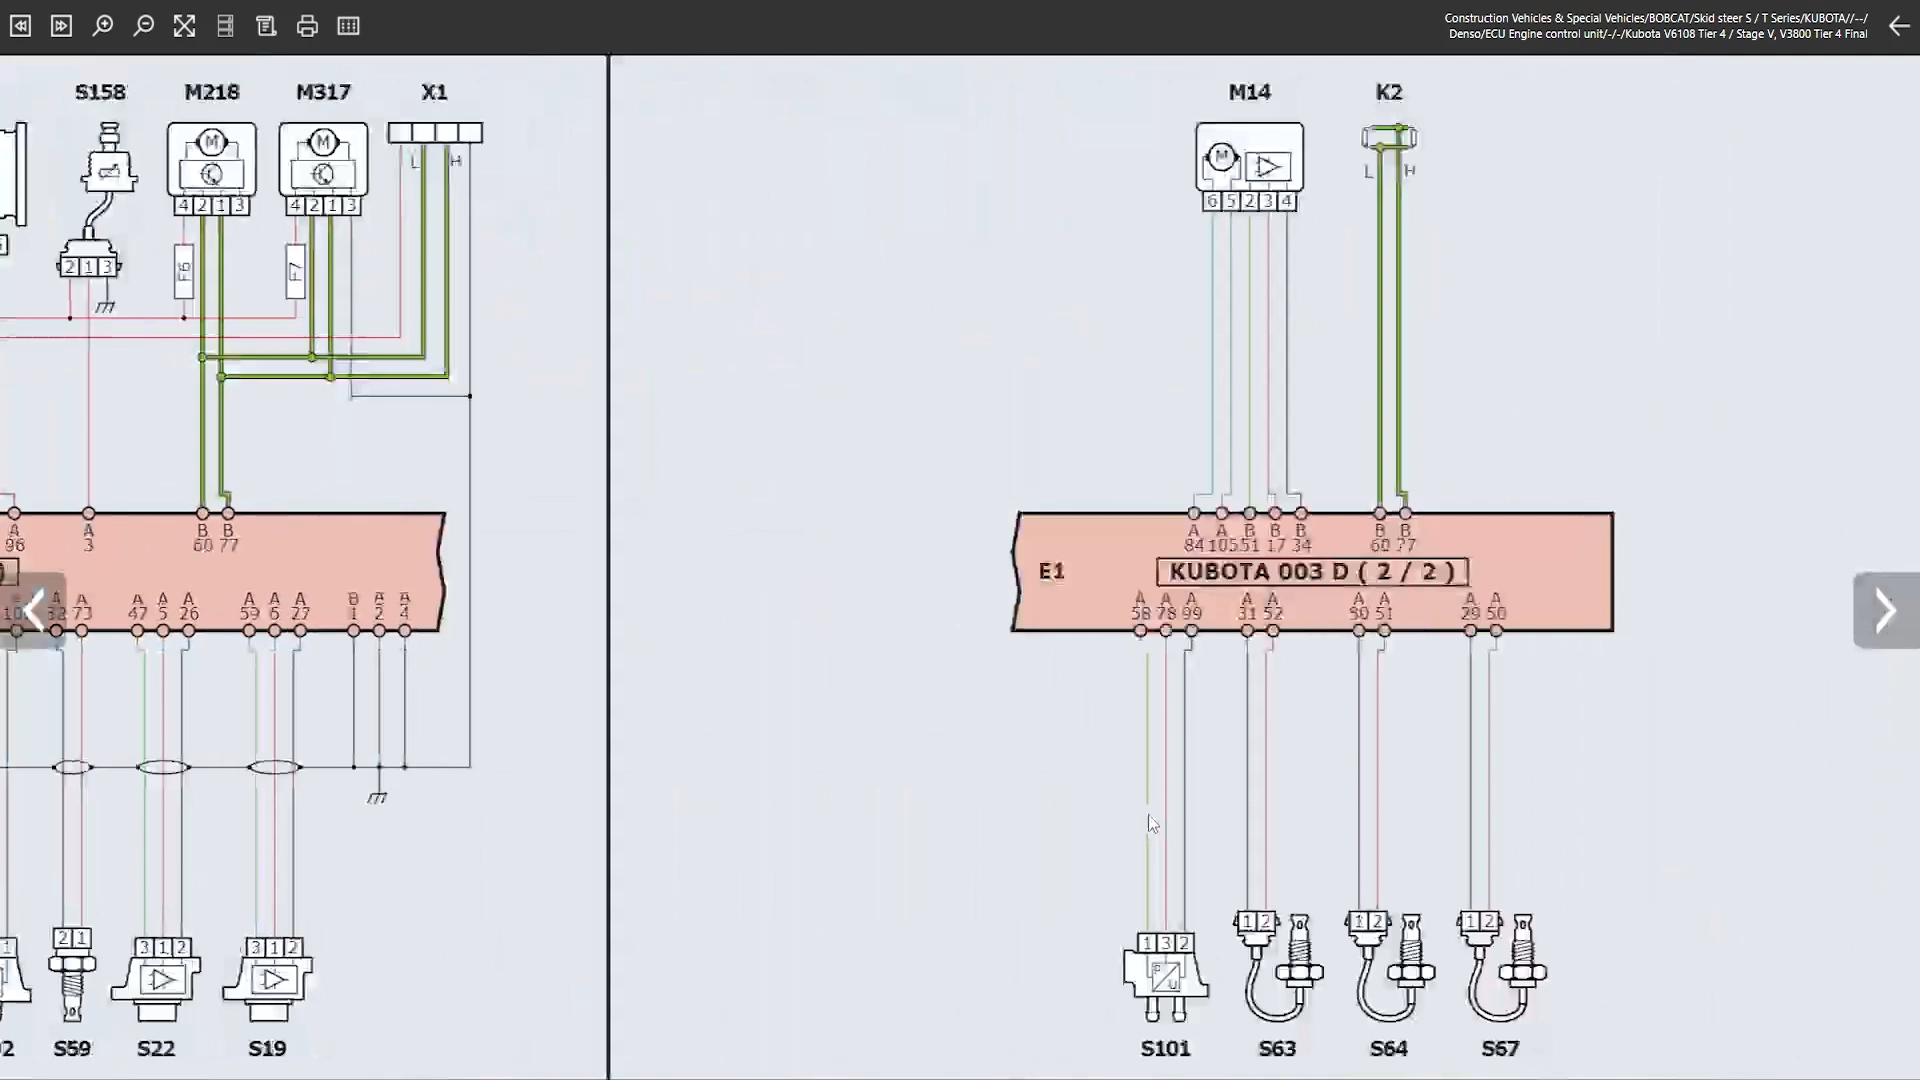 Construction Vehicles & Special Vehicles/BOBCAT/Skid steer S / T Series/KUBOTA//--/
Denso/ECU Engine control unit/-/-/Kubota V6108 Tier 4 / Stage V, V3800 Tier 4 Final
S158 M218 M317 X1 M14 K2
L H L H
4 2 1 3 4 2 1 3 6 5 2 3 4
2 1 3 F6 F7
A A B B A A B B B B B
96 3 60 77 84 105 51 17 34 60 77
E1 KUBOTA 003 D ( 2 / 2 )
A A A A A A A A B A A A A A A A A A A A
32 73 47 5 26 59 6 27 1 2 4 58 78 99 31 52 30 51 29 50
1 2 1 3 1 2 3 1 2 1 3 2 1 2 1 2 1 2
P
U
2 S59 S22 S19 S101 S63 S64 S67